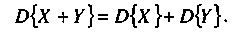 D{X + Y} = D{X} + D{Y}.